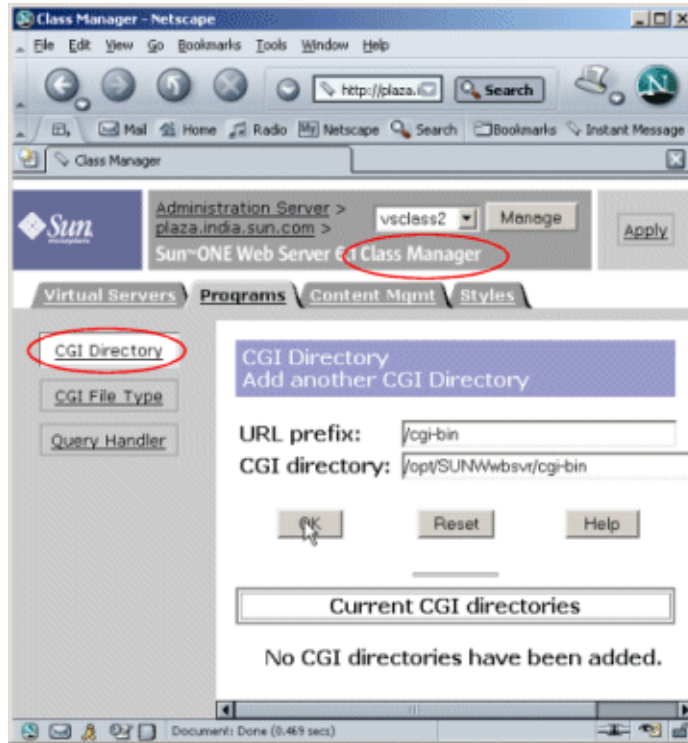 Class Manager - Netscape
File Edit View Go Bookmarks Tools Window Help
http://plaza.i
Search
N
Mail Home Radio My Netscape Search Bookmarks Instant Message
Class Manager
Sun
microsystems
Administration Server >
plaza.india.sun.com >
vsclass2
Manage
Apply
Sun~ONE Web Server 6.1 Class Manager
Virtual Servers Programs Content Mgmt Styles
CGI Directory
CGI File Type
Query Handler
CGI Directory
Add another CGI Directory
URL prefix: /cgi-bin
CGI directory: /opt/SUNWwbsvr/cgi-bin
OK Reset Help
Current CGI directories
No CGI directories have been added.
Document: Done (0.469 secs)